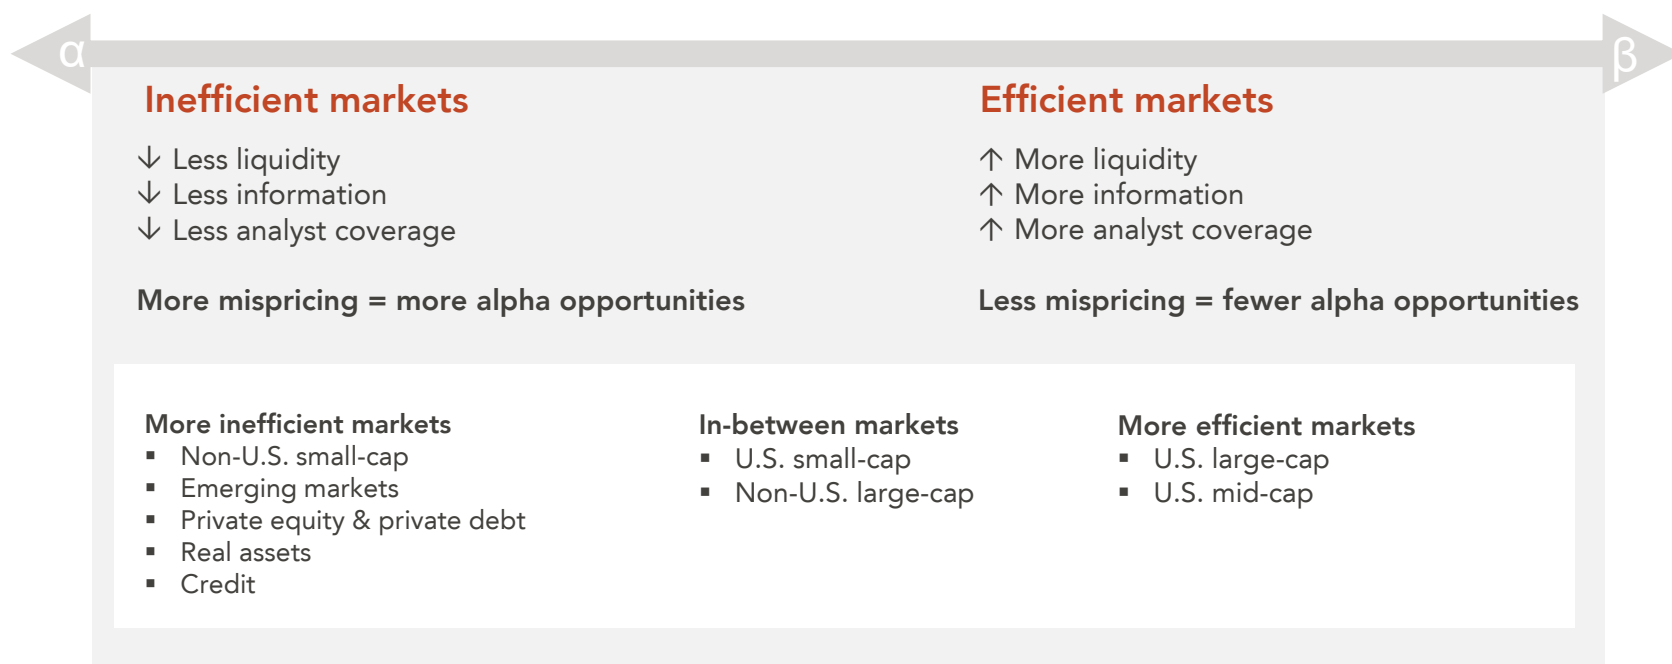 α
β
Inefficient markets
↓ Less liquidity
↓ Less information
↓ Less analyst coverage
More mispricing = more alpha opportunities
Efficient markets
↑ More liquidity
↑ More information
↑ More analyst coverage
Less mispricing = fewer alpha opportunities
More inefficient markets
▪ Non-U.S. small-cap
▪ Emerging markets
▪ Private equity & private debt
▪ Real assets
▪ Credit
In-between markets
▪ U.S. small-cap
▪ Non-U.S. large-cap
More efficient markets
▪ U.S. large-cap
▪ U.S. mid-cap